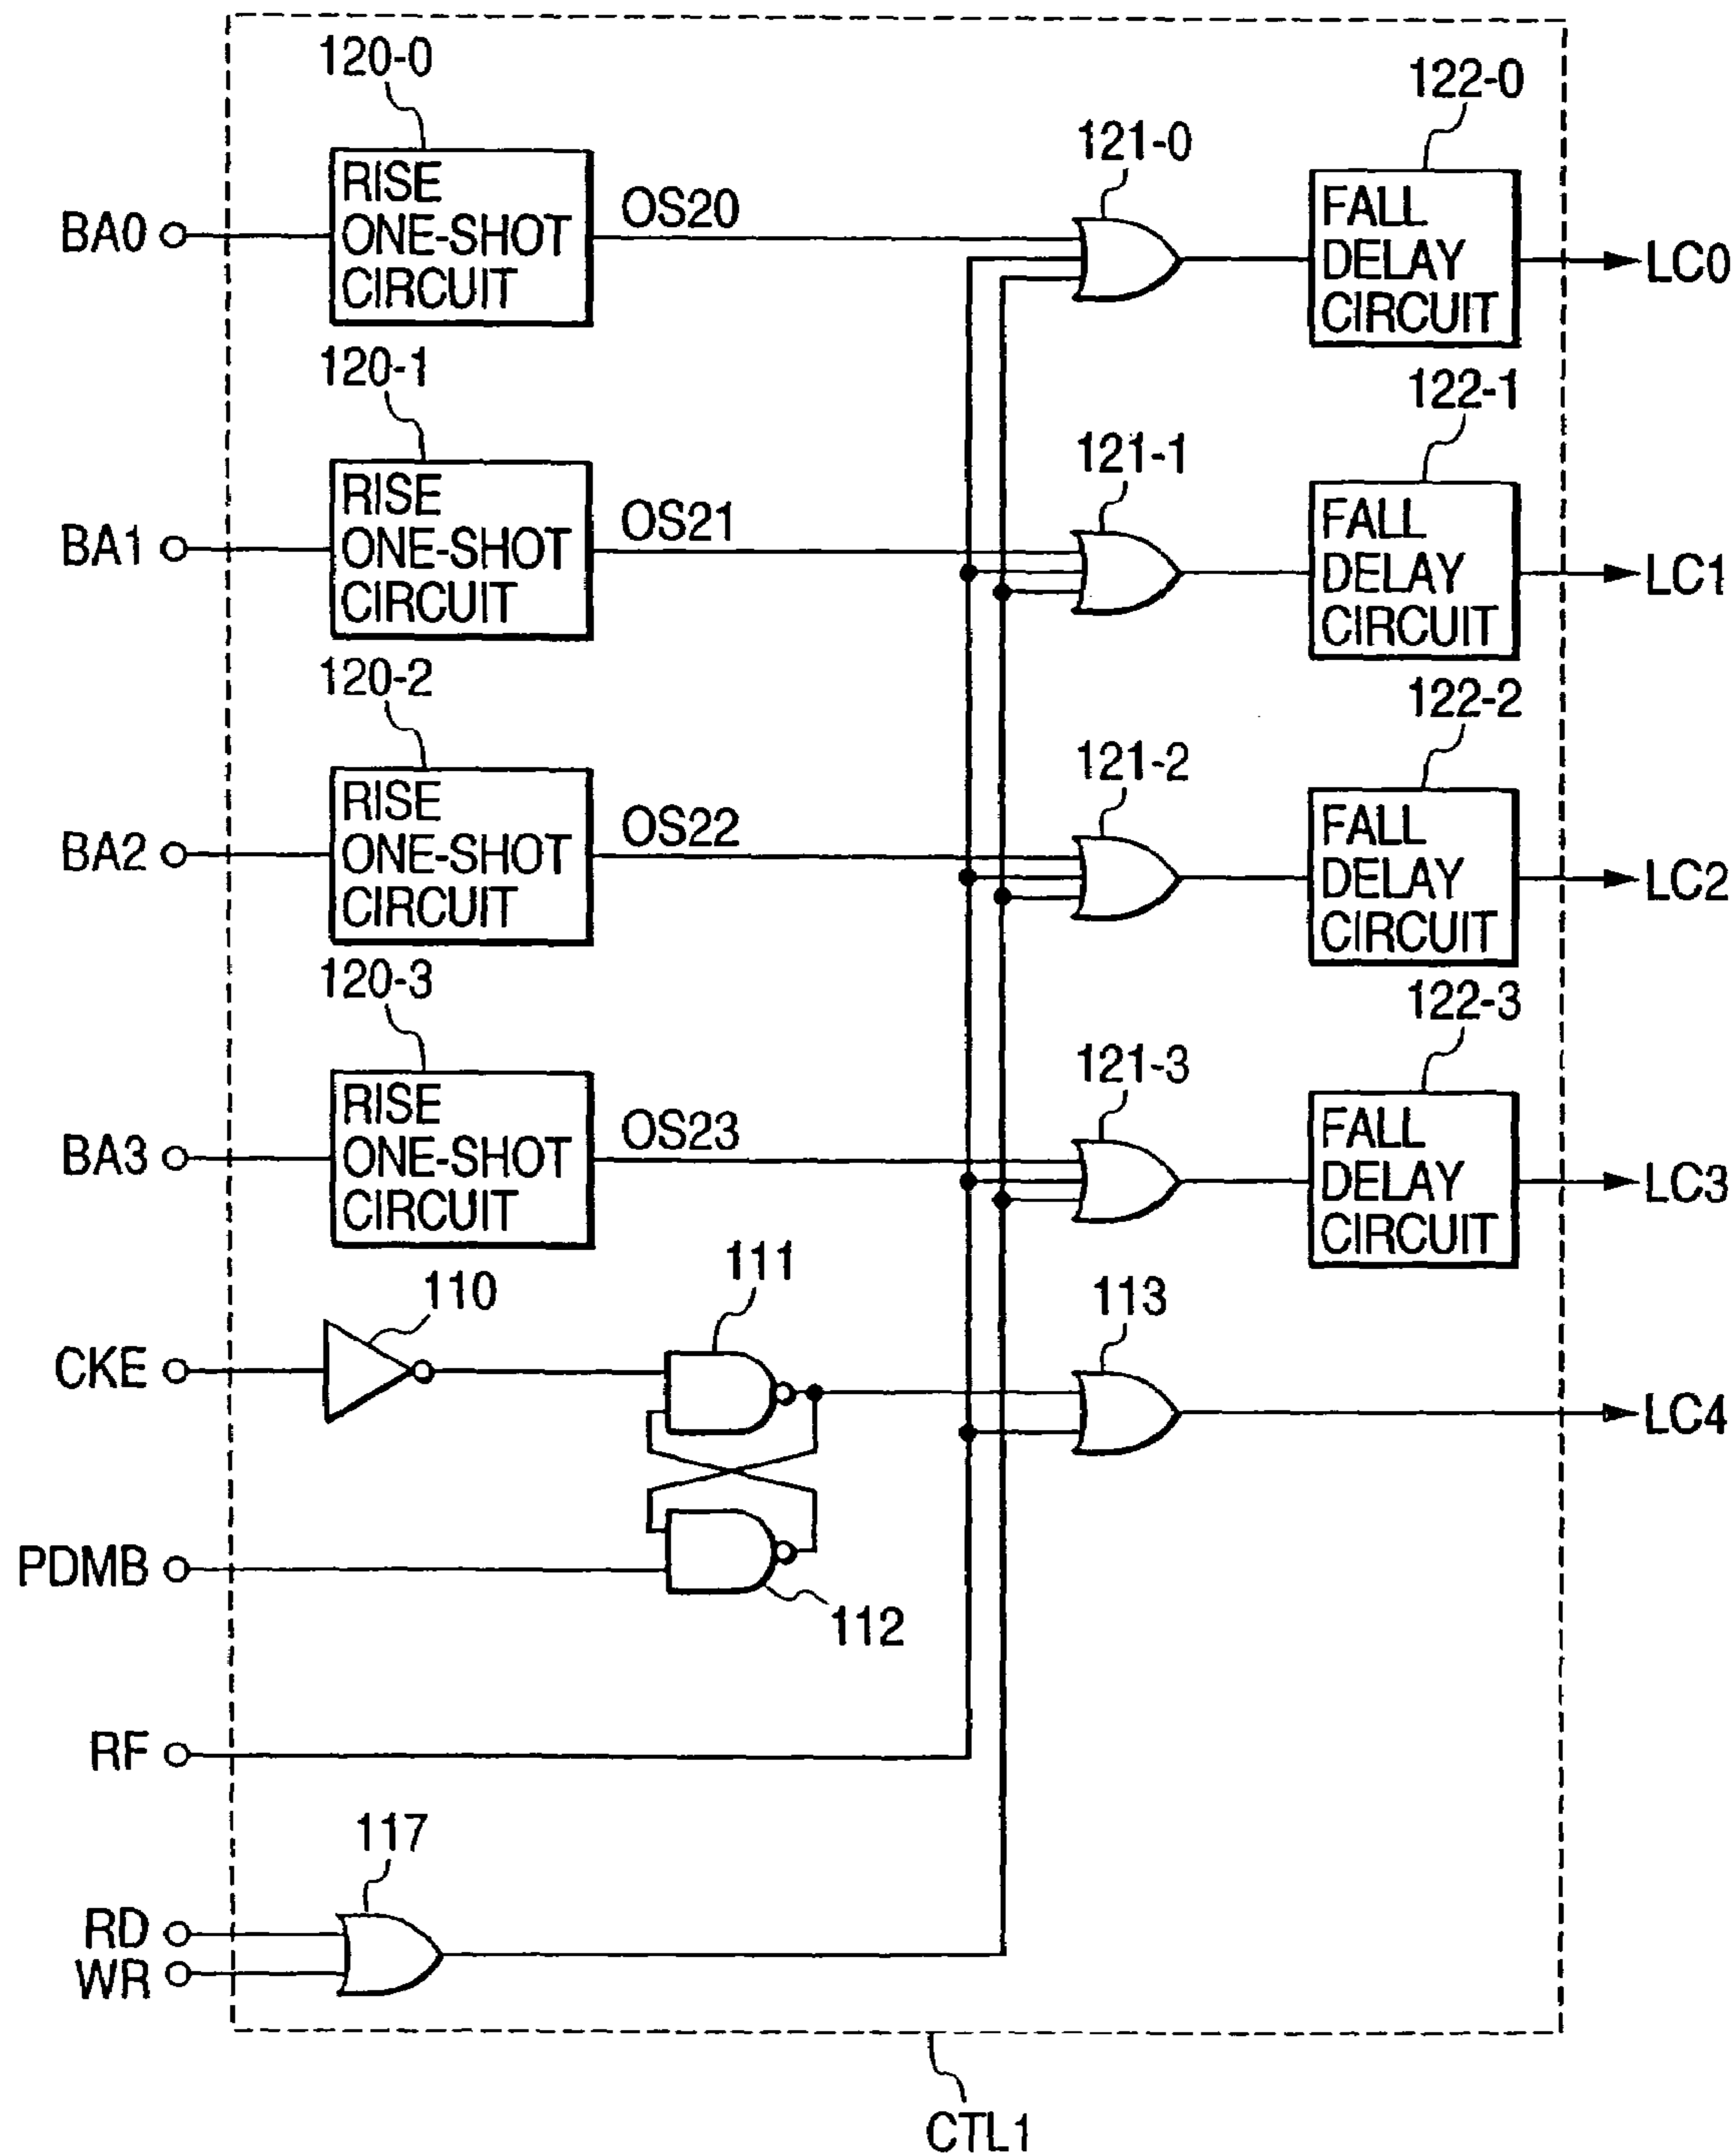 120-0
RISE
ONE-SHOT
CIRCUIT
BA0
OS20
121-0
122-0
FALL
DELAY
CIRCUIT
LC0
120-1
RISE
ONE-SHOT
CIRCUIT
BA1
OS21
121-1
122-1
FALL
DELAY
CIRCUIT
LC1
120-2
RISE
ONE-SHOT
CIRCUIT
BA2
OS22
121-2
122-2
FALL
DELAY
CIRCUIT
LC2
120-3
RISE
ONE-SHOT
CIRCUIT
BA3
OS23
121-3
122-3
FALL
DELAY
CIRCUIT
LC3
CKE
110
111
113
LC4
PDMB
112
RF
117
RD
WR
CTL1